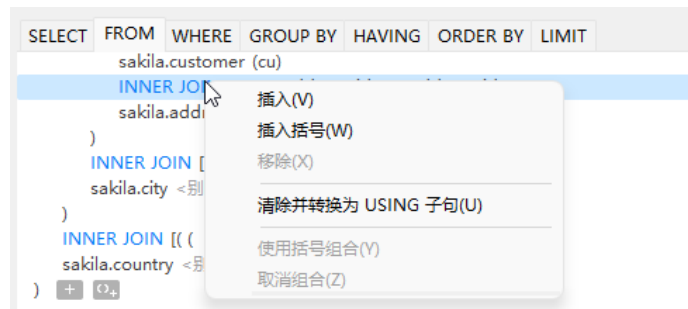 SELECT FROM WHERE GROUP BY HAVING ORDER BY LIMIT
sakila.customer (cu)
INNER JOI
sakila.addr
)
INNER JOIN [
sakila.city <别
)
INNER JOIN [( (
sakila.country <别
)
插入(V)
插入括号(W)
移除(X)
清除并转换为 USING 子句(U)
使用括号组合(Y)
取消组合(Z)